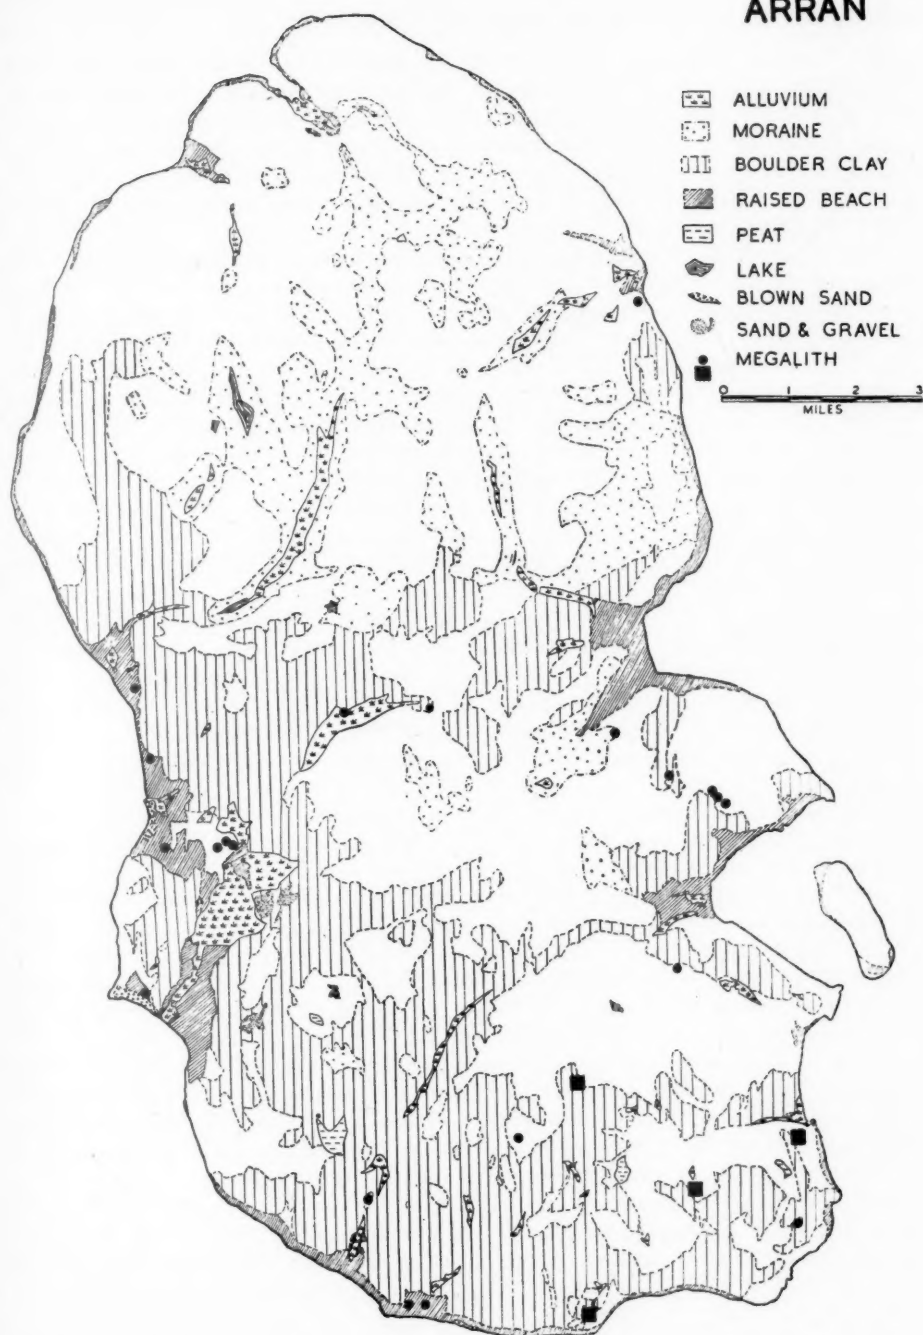 ARRAN
ALLUVIUM
MORAINE
BOULDER CLAY
RAISED BEACH
PEAT
LAKE
BLOWN SAND
SAND & GRAVEL
MEGALITH
0 1 2 3
MILES